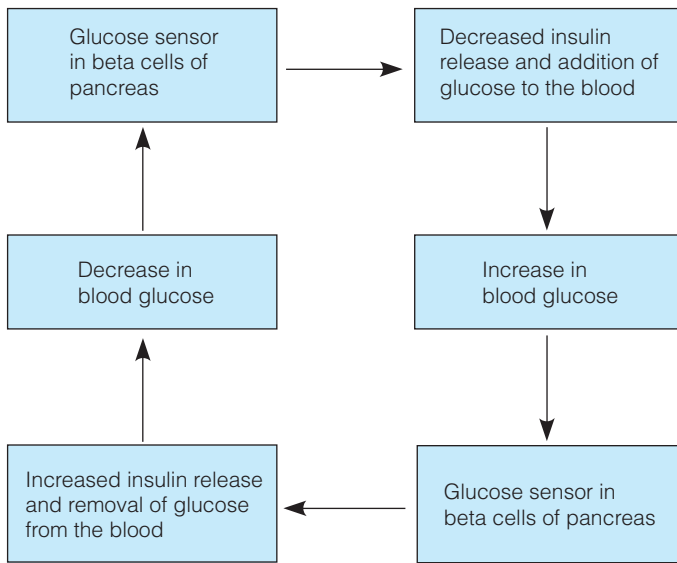 Glucose sensor
in beta cells of
pancreas
Decreased insulin
release and addition of
glucose to the blood
Decrease in
blood glucose
Increase in
blood glucose
Increased insulin release
and removal of glucose
from the blood
Glucose sensor in
beta cells of pancreas